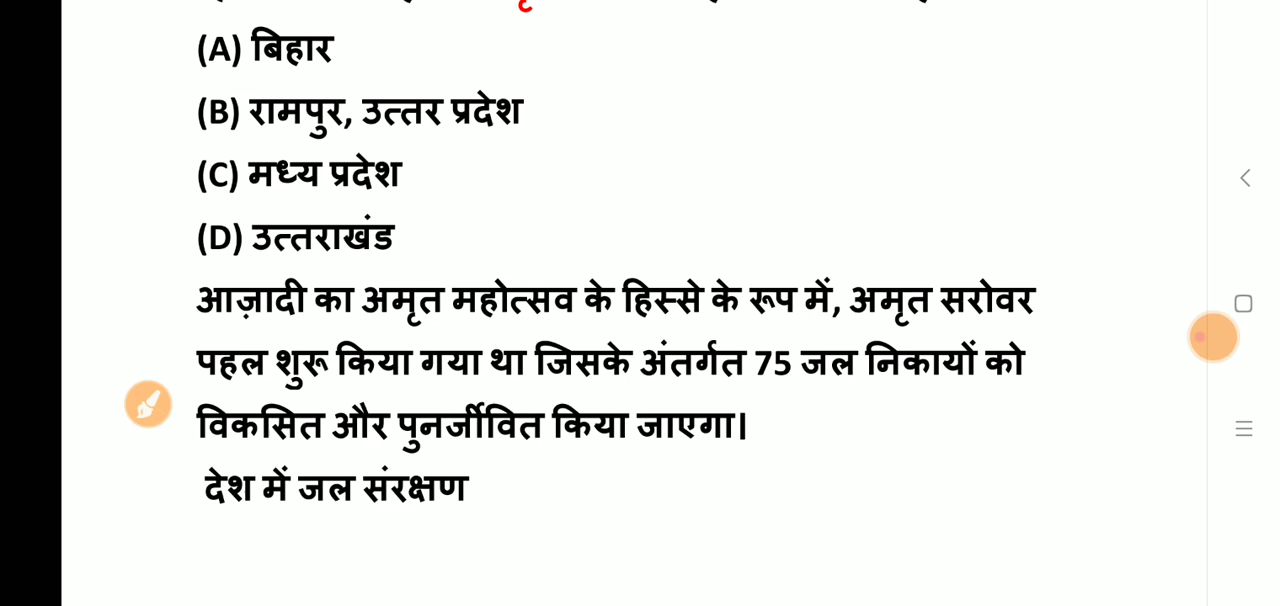 (A) बिहार
(B) रामपुर, उत्तर प्रदेश
(C) मध्य प्रदेश
(D) उत्तराखंड
आज़ादी का अमृत महोत्सव के हिस्से के रूप में, अमृत सरोवर
पहल शुरू किया गया था जिसके अंतर्गत 75 जल निकायों को
विकसित और पुनर्जीवित किया जाएगा।
देश में जल संरक्षण